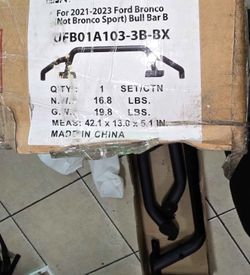 For 2021-2023 Ford Bronco
(Not Bronco Sport) Bull Bar B
UFB01A103-3B-BX
QTY: 1 SET/CTN
N.W. 16.8 LBS.
G.W. 19.8 LBS.
MEAS: 42.1 x 13.0 x 5.1 IN
MADE IN CHINA